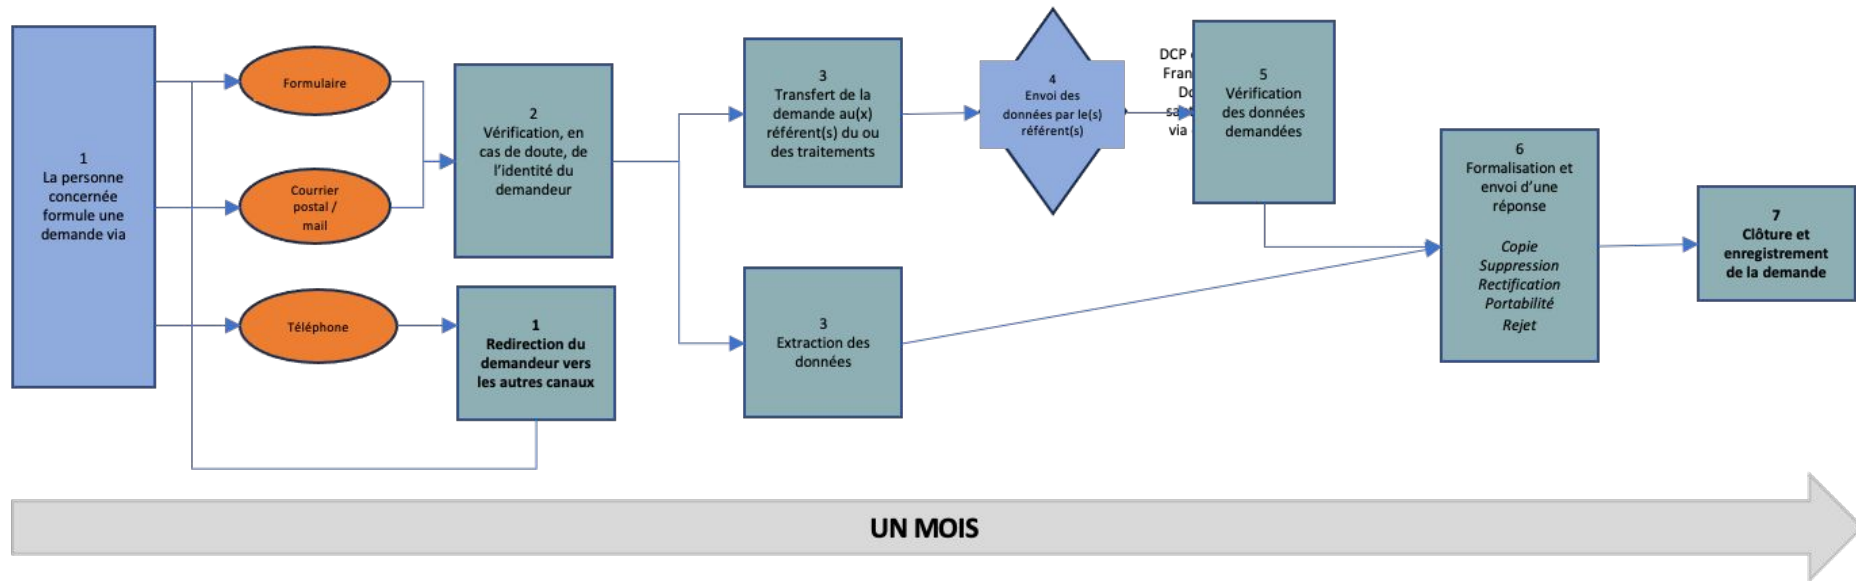 1
La personne
concernée
formule une
demande via
Formulaire
Courrier
postal /
mail
Téléphone
2
Vérification, en
cas de doute, de
l'identité du
demandeur
1
Redirection du
demandeur vers
les autres canaux
3
Transfert de la
demande au(x)
référent(s) du ou
des traitements
3
Extraction des
données
4
Envoi des
données par le(s)
référent(s)
DCP
via
5
Vérification
des données
demandées
6
Formalisation et
envoi d'une
réponse
Copie
Suppression
Rectification
Portabilité
Rejet
7
Clôture et
enregistrement
de la demande
UN MOIS